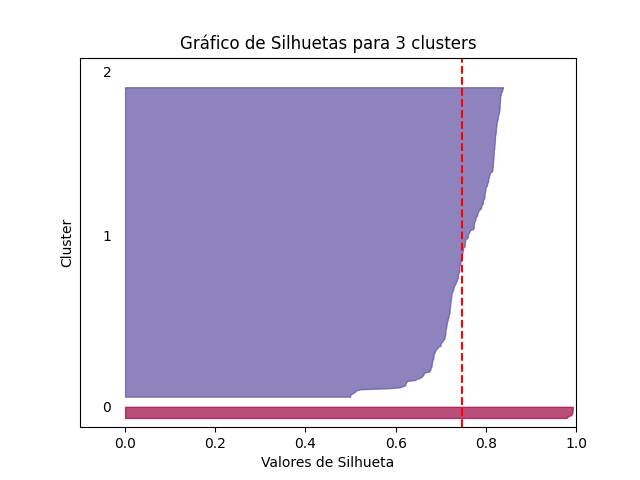 Gráfico de Silhuetas para 3 clusters
2
1
0
Cluster
0.0 0.2 0.4 0.6 0.8 1.0
Valores de Silhueta